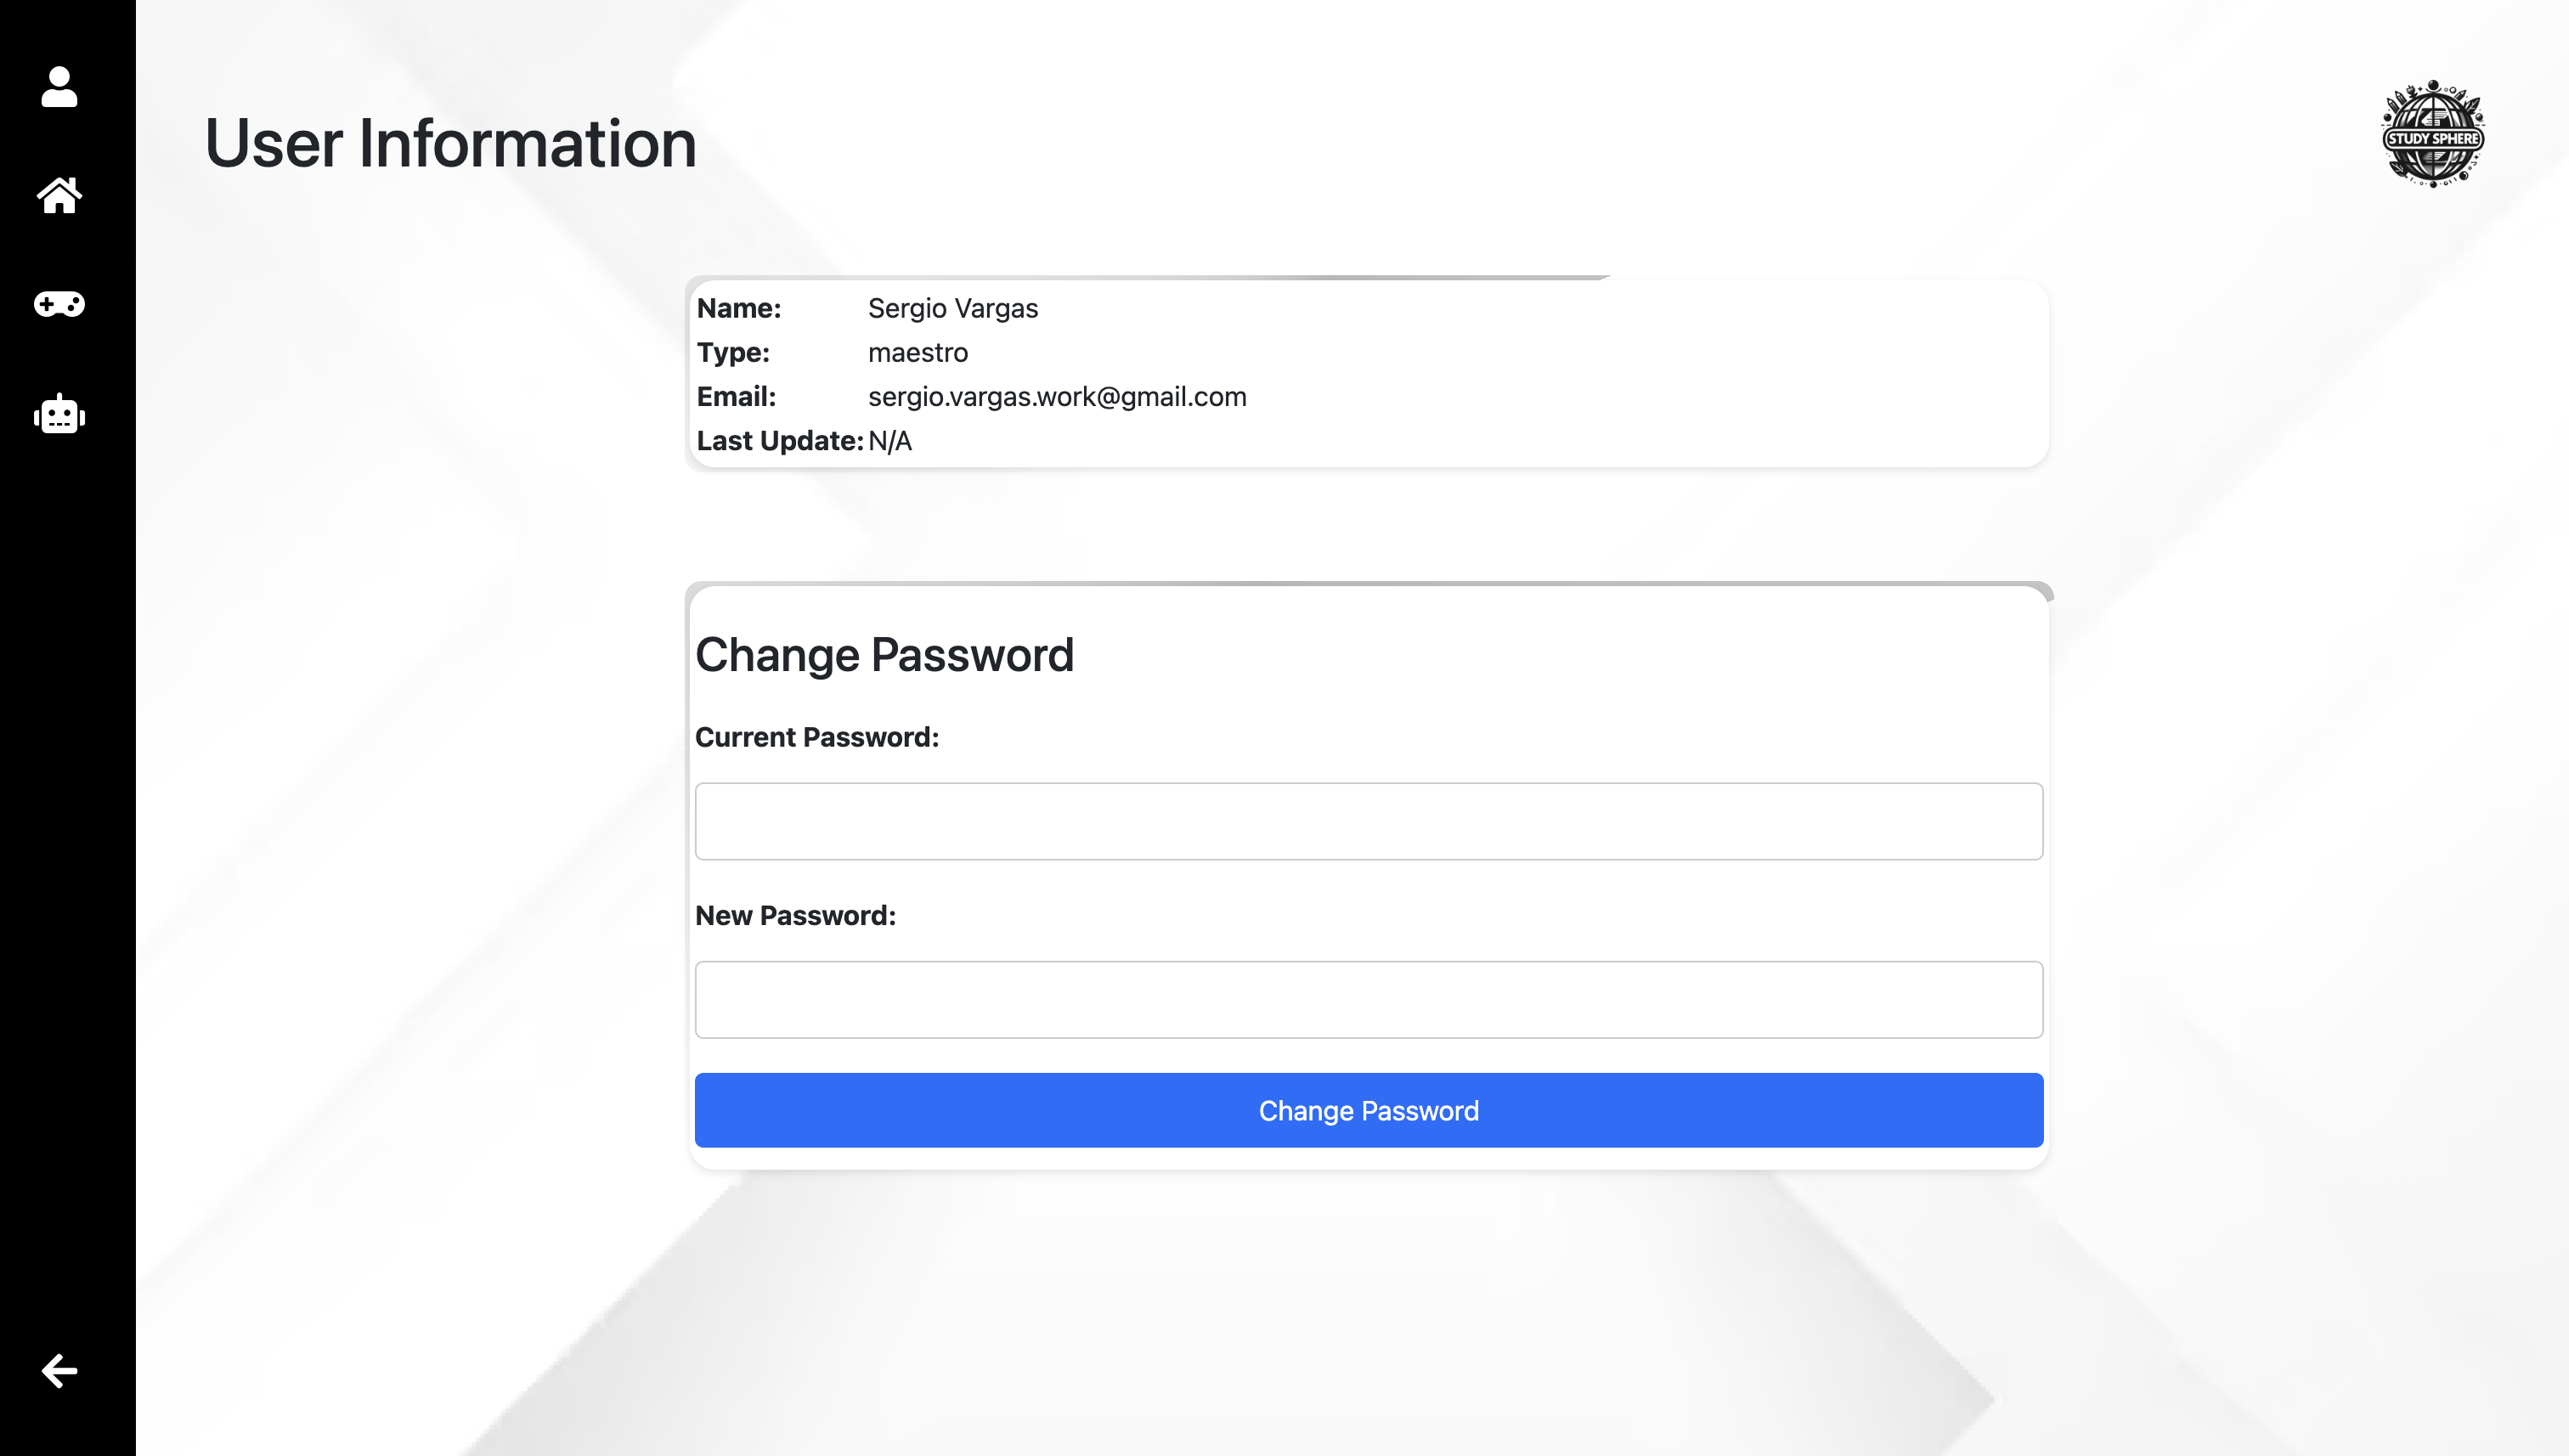 User Information
STUDY SPHERE
Name: Sergio Vargas
Type: maestro
Email: sergio.vargas.work@gmail.com
Last Update: N/A
Change Password
Current Password:
New Password:
Change Password